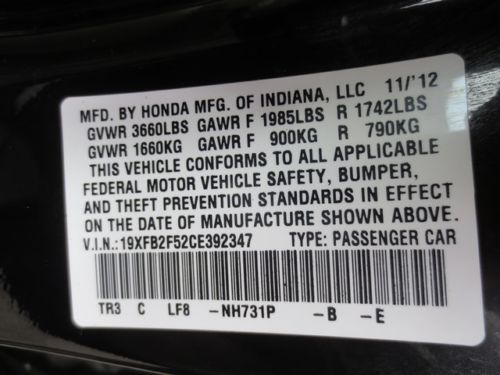 MFD. BY HONDA MFG. OF INDIANA, LLC 11/'12
GVWR 3660LBS GAWR F 1985LBS R 1742LBS
GVWR 1660KG GAWR F 900KG R 790KG
THIS VEHICLE CONFORMS TO ALL APPLICABLE
FEDERAL MOTOR VEHICLE SAFETY, BUMPER,
AND THEFT PREVENTION STANDARDS IN EFFECT
ON THE DATE OF MANUFACTURE SHOWN ABOVE.
V.I.N.:19XFB2F52CE392347 TYPE: PASSENGER CAR
TR3 C LF8 -NH731P -B -E